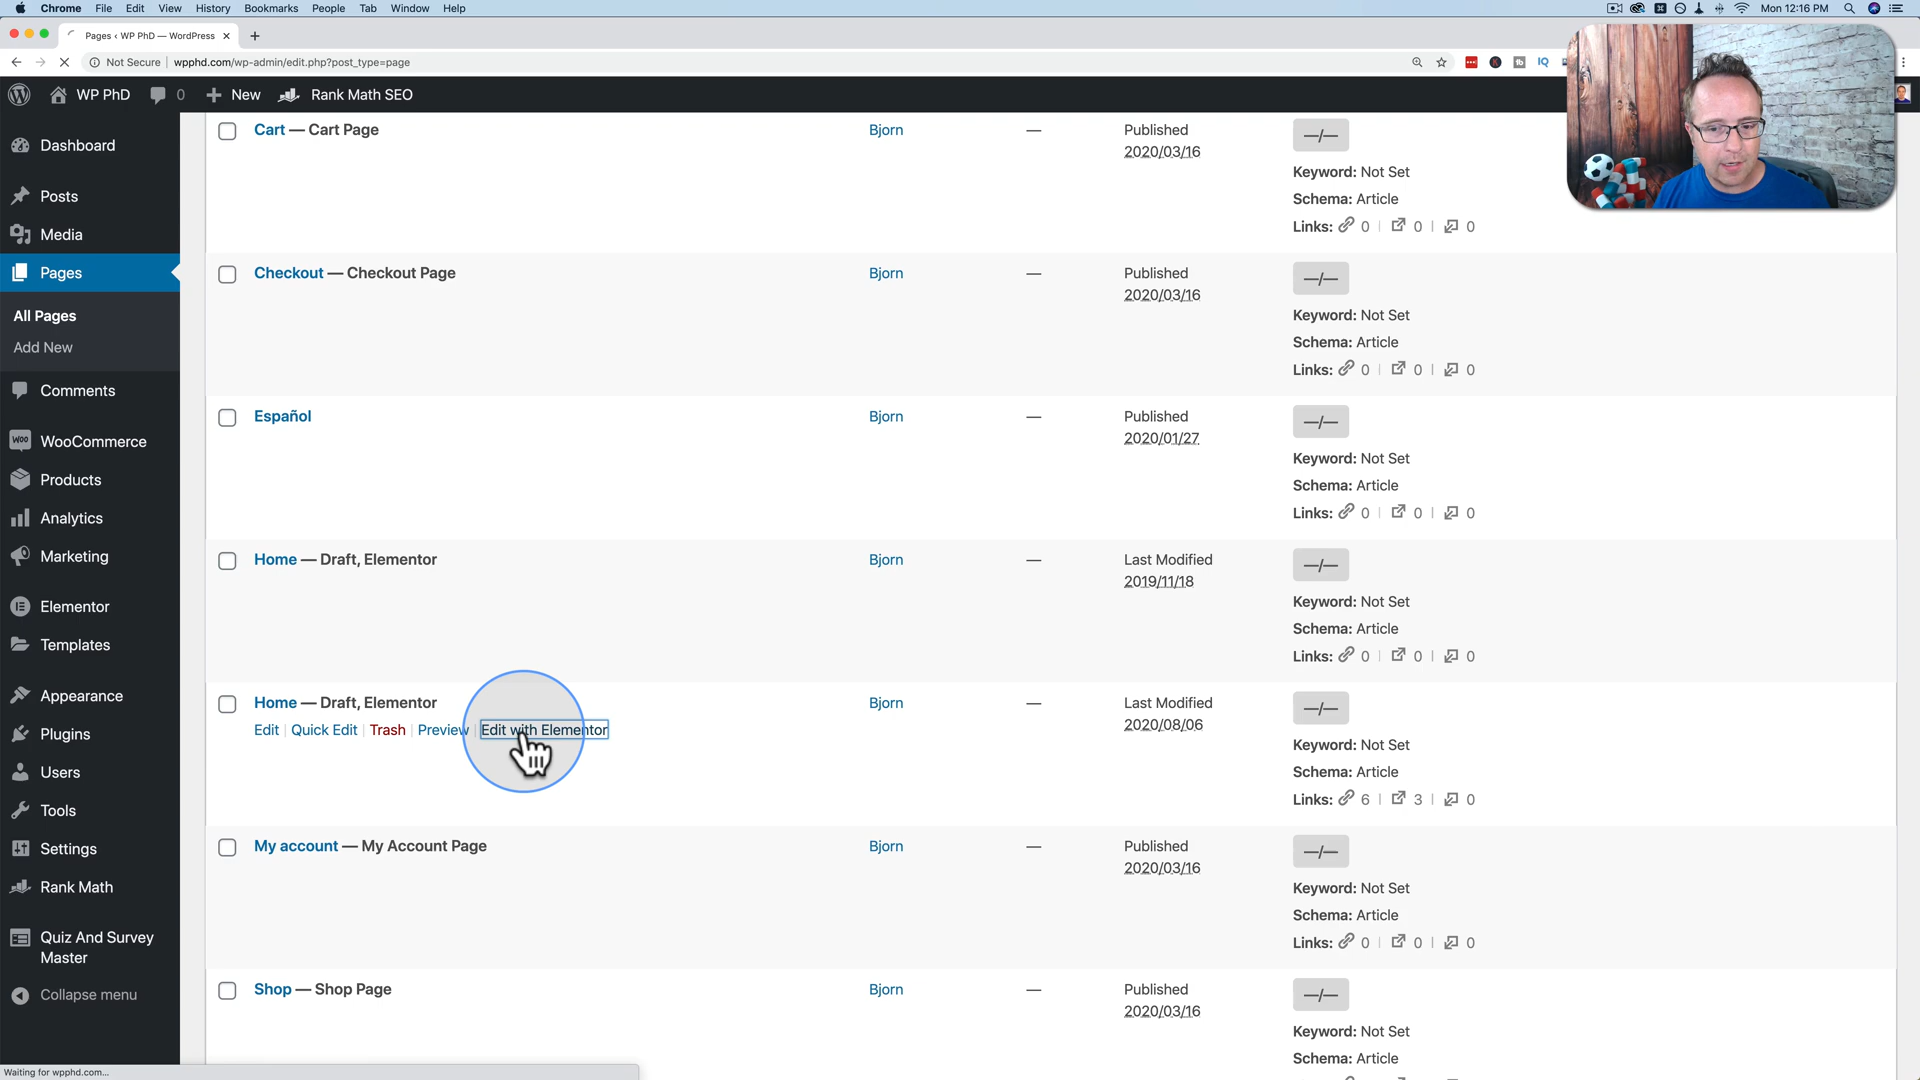 Chrome File Edit View History Bookmarks People Tab Window Help Mon 12:16 PM
Pages ‹ WP PhD — WordPress
Not Secure wpphd.com/wp-admin/edit.php?post_type=page IQ
WP PhD 0 New Rank Math SEO
Dashboard
Posts
Media
Pages
All Pages
Add New
Comments
WooCommerce
Products
Analytics
Marketing
Elementor
Templates
Appearance
Plugins
Users
Tools
Settings
Rank Math
Quiz And Survey
Master
Collapse menu
Cart — Cart Page Bjorn — Published —/—
2020/03/16
Keyword: Not Set
Schema: Article
Links: 0 0 0
Checkout — Checkout Page Bjorn — Published —/—
2020/03/16
Keyword: Not Set
Schema: Article
Links: 0 0 0
Español Bjorn — Published —/—
2020/01/27
Keyword: Not Set
Schema: Article
Links: 0 0 0
Home — Draft, Elementor Bjorn — Last Modified —/—
2019/11/18
Keyword: Not Set
Schema: Article
Links: 0 0 0
Home — Draft, Elementor Bjorn — Last Modified —/—
Edit | Quick Edit | Trash | Preview | Edit with Elementor 2020/08/06
Keyword: Not Set
Schema: Article
Links: 6 3 0
My account — My Account Page Bjorn — Published —/—
2020/03/16
Keyword: Not Set
Schema: Article
Links: 0 0 0
Shop — Shop Page Bjorn — Published —/—
2020/03/16
Keyword: Not Set
Schema: Article
Waiting for wpphd.com...